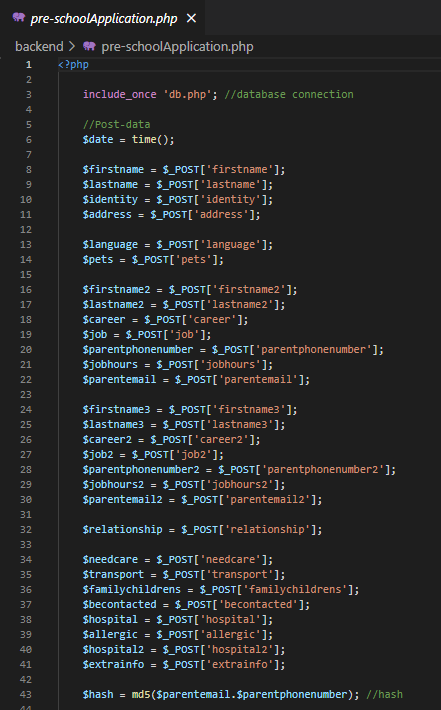 pre-schoolApplication.php ×
backend > pre-schoolApplication.php
1 <?php
2
3 include_once 'db.php'; //database connection
4
5 //Post-data
6 $date = time();
7
8 $firstname = $_POST['firstname'];
9 $lastname = $_POST['lastname'];
10 $identity = $_POST['identity'];
11 $address = $_POST['address'];
12
13 $language = $_POST['language'];
14 $pets = $_POST['pets'];
15
16 $firstname2 = $_POST['firstname2'];
17 $lastname2 = $_POST['lastname2'];
18 $career = $_POST['career'];
19 $job = $_POST['job'];
20 $parentphonenumber = $_POST['parentphonenumber'];
21 $jobhours = $_POST['jobhours'];
22 $parentemail = $_POST['parentemail'];
23
24 $firstname3 = $_POST['firstname3'];
25 $lastname3 = $_POST['lastname3'];
26 $career2 = $_POST['career2'];
27 $job2 = $_POST['job2'];
28 $parentphonenumber2 = $_POST['parentphonenumber2'];
29 $jobhours2 = $_POST['jobhours2'];
30 $parentemail2 = $_POST['parentemail2'];
31
32 $relationship = $_POST['relationship'];
33
34 $needcare = $_POST['needcare'];
35 $transport = $_POST['transport'];
36 $familychildrens = $_POST['familychildrens'];
37 $becontacted = $_POST['becontacted'];
38 $hospital = $_POST['hospital'];
39 $allergic = $_POST['allergic'];
40 $hospital2 = $_POST['hospital2'];
41 $extrainfo = $_POST['extrainfo'];
42
43 $hash = md5($parentemail.$parentphonenumber); //hash